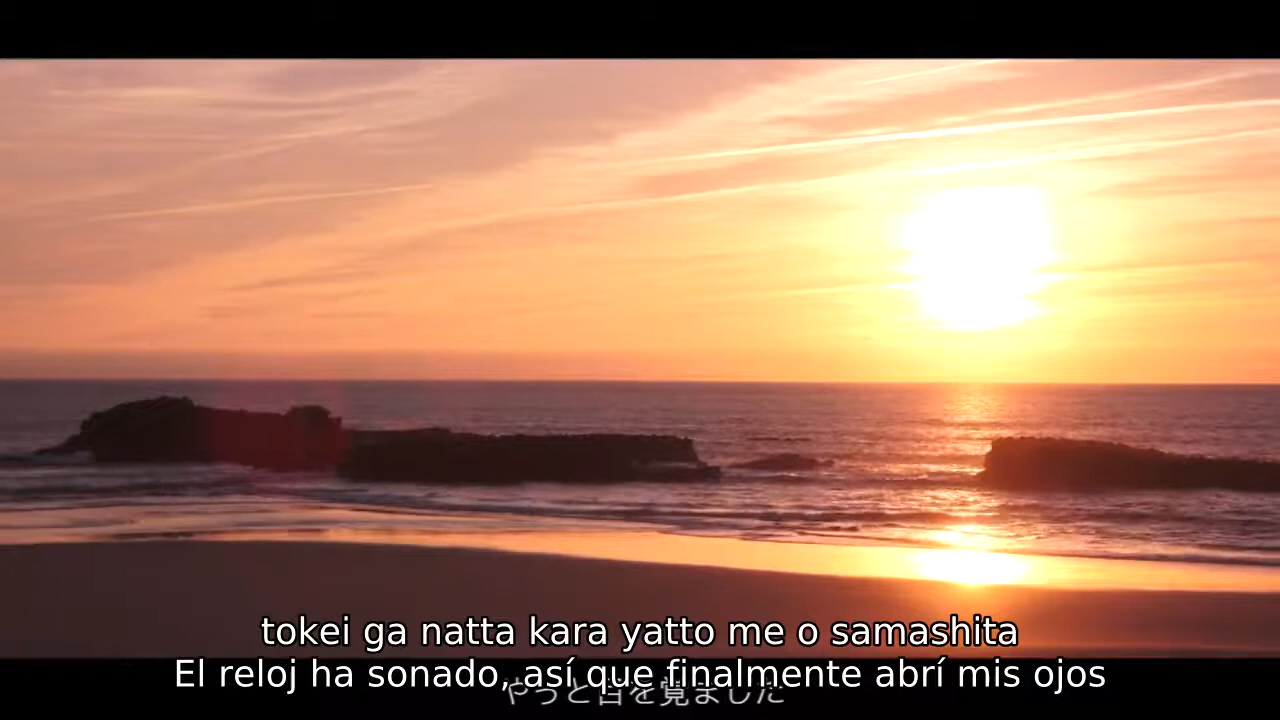 tokei ga natta kara yatto me o samashita
El reloj ha sonado, así que finalmente abrí mis ojos
やっと目を覚ました